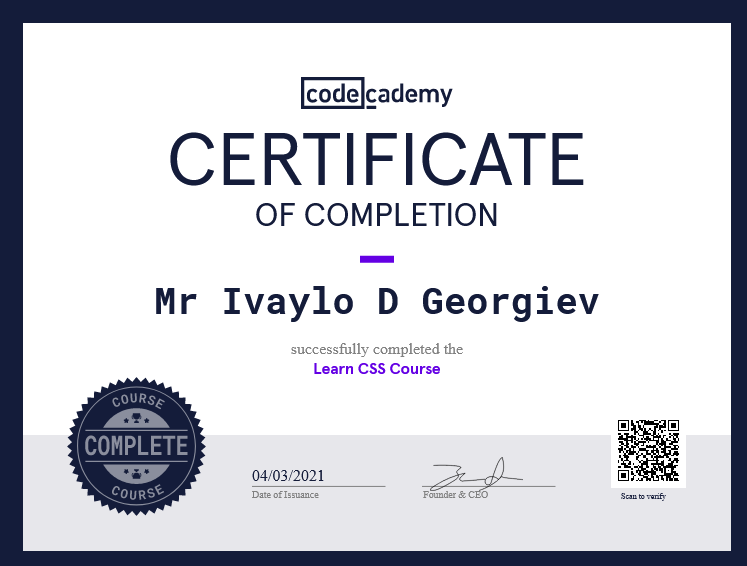 codecademy
CERTIFICATE
OF COMPLETION
Mr Ivaylo D Georgiev
successfully completed the
Learn CSS Course
COURSE
COMPLETE
COURSE
04/03/2021
Date of Issuance
Founder & CEO
Scan to verify